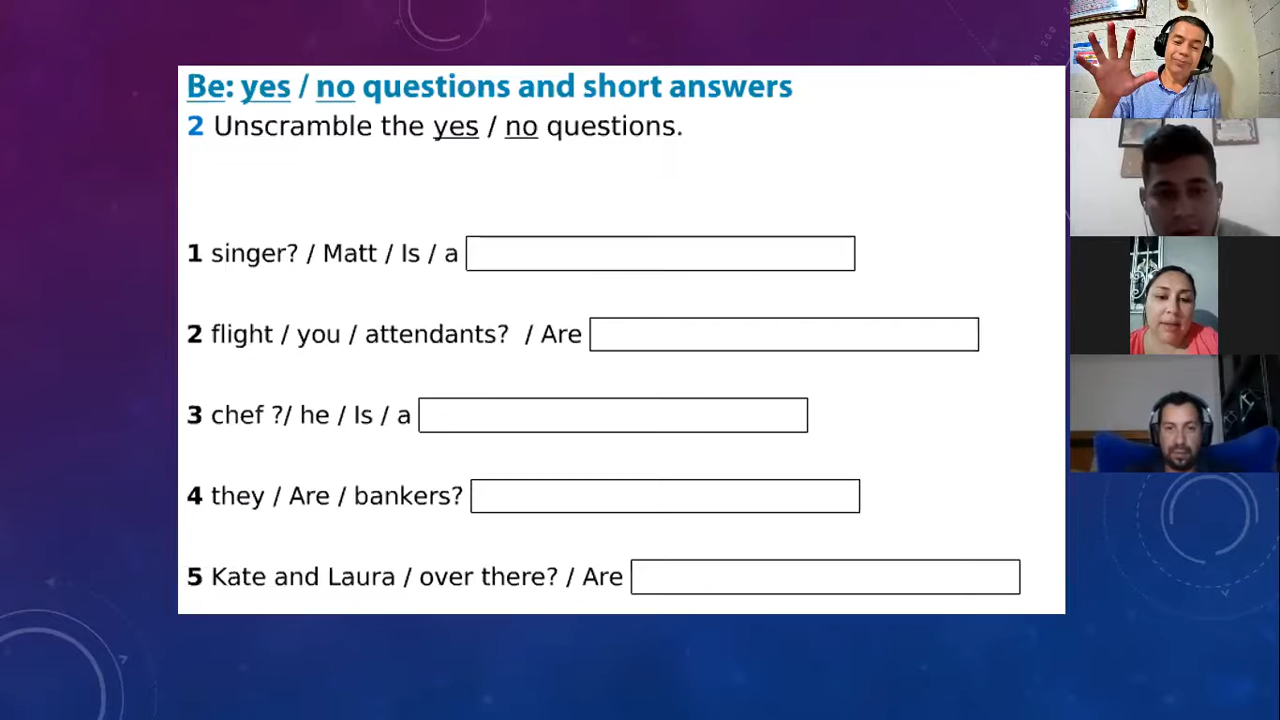 Be: yes / no questions and short answers
2 Unscramble the yes / no questions.
1 singer? / Matt / Is / a
2 flight / you / attendants? / Are
3 chef ?/ he / Is / a
4 they / Are / bankers?
5 Kate and Laura / over there? / Are